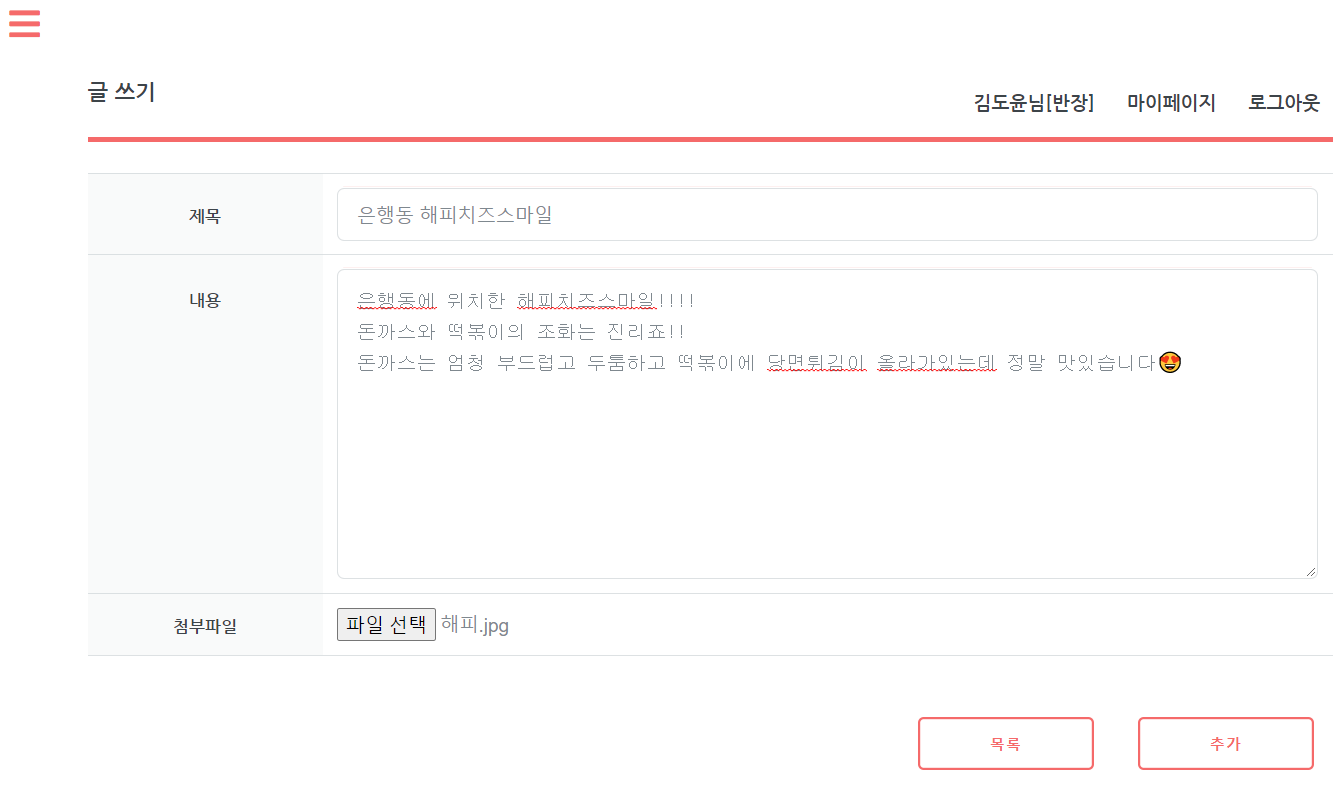 글 쓰기
김도윤님[반장] 마이페이지 로그아웃
제목
은행동 해피치즈스마일
내용
은행동에 위치한 해피치즈스마일!!!!
돈까스와 떡볶이의 조화는 진리죠!!
돈까스는 엄청 부드럽고 두툼하고 떡볶이에 당면튀김이 올라가있는데 정말 맛있습니다😍
첨부파일
파일 선택 해피.jpg
목록 추가